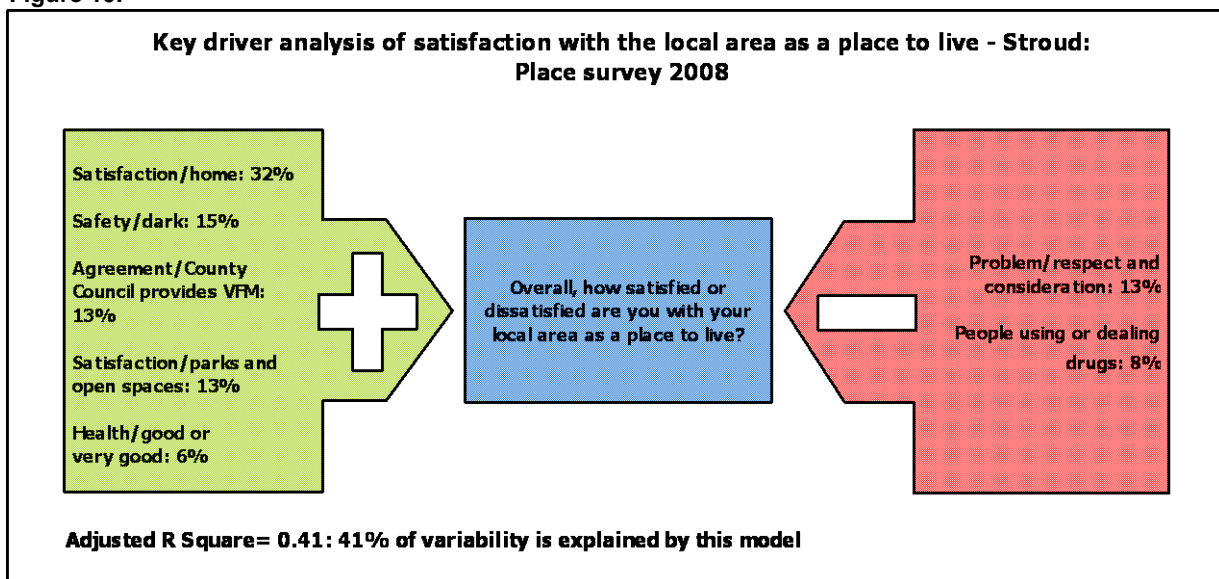 Key driver analysis of satisfaction with the local area as a place to live - Stroud:
Place survey 2008
Satisfaction/home: 32%
Safety/dark: 15%
Agreement/County
Council provides VFM:
13%
Satisfaction/parks and
open spaces: 13%
Health/good or
very good: 6%
Overall, how satisfied or
dissatisfied are you with your
local area as a place to live?
Problem/respect and
consideration: 13%
People using or dealing
drugs: 8%
Adjusted R Square= 0.41: 41% of variability is explained by this model